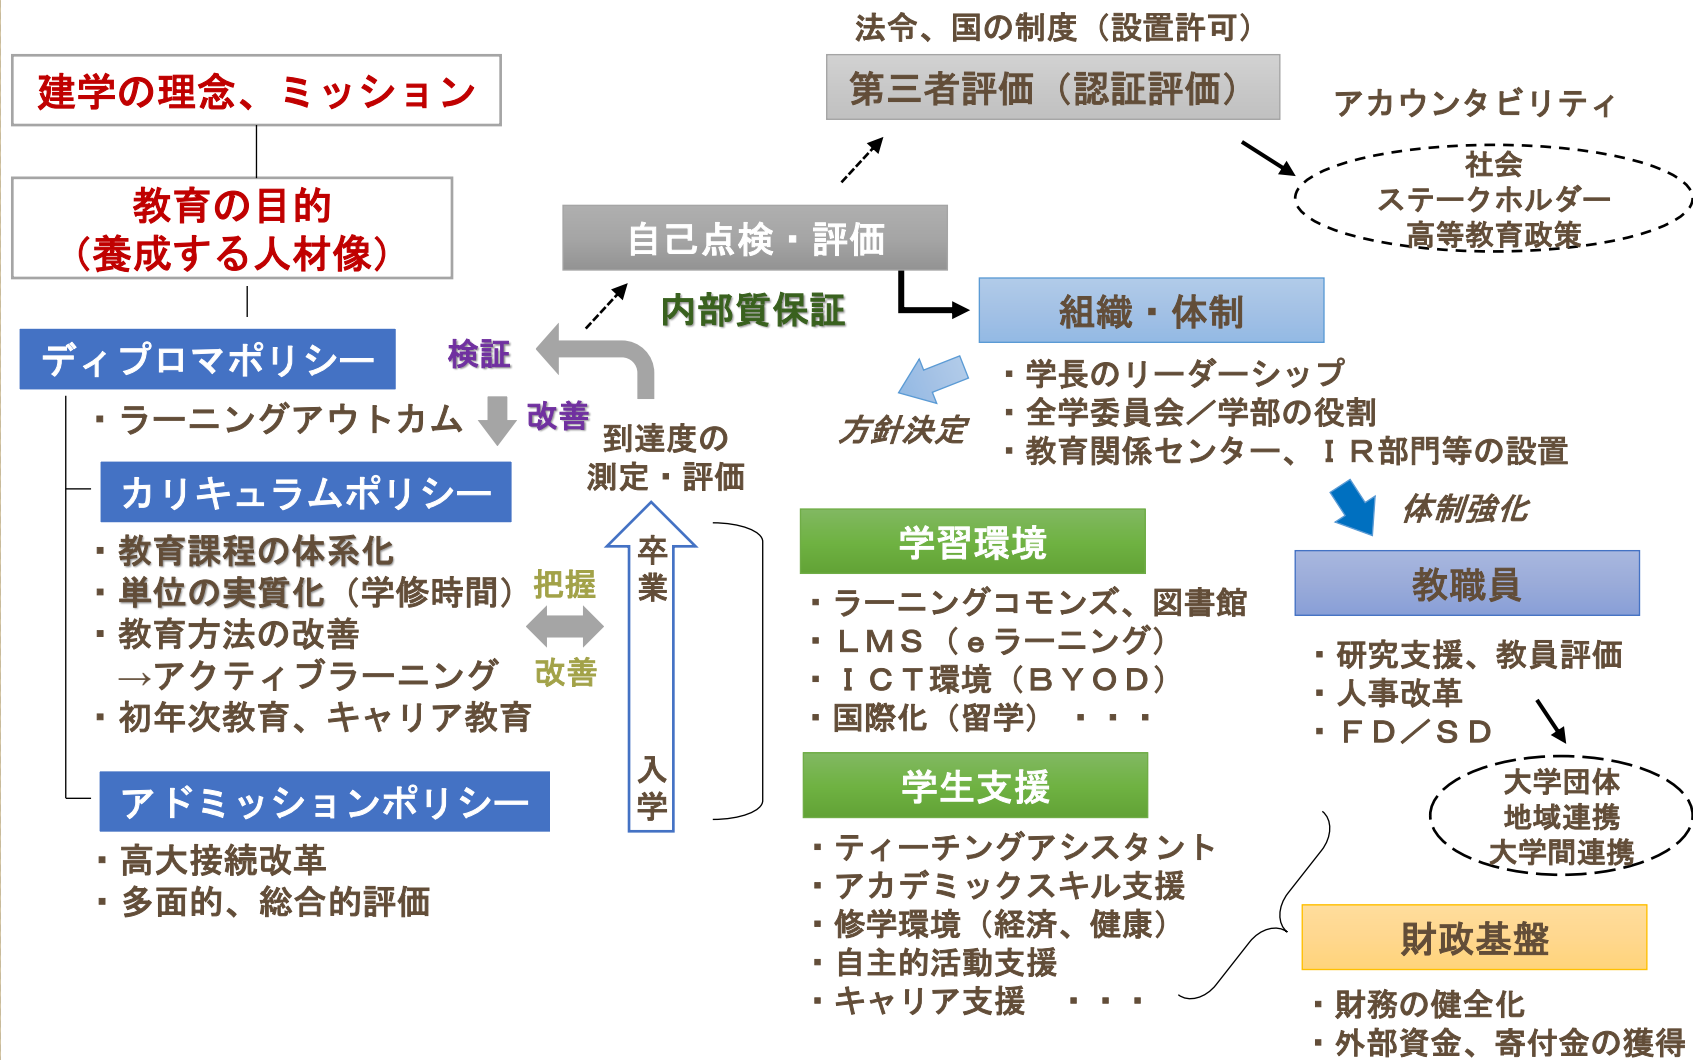 建学の理念、ミッション
教育の目的
（養成する人材像）
ディプロマポリシー
・ラーニングアウトカム
カリキュラムポリシー
・教育課程の体系化
・単位の実質化（学修時間）
・教育方法の改善
→アクティブラーニング
・初年次教育、キャリア教育
アドミッションポリシー
・高大接続改革
・多面的、総合的評価
検証
改善
把握
改善
到達度の
測定・評価
卒業
入学
法令、国の制度（設置許可）
第三者評価（認証評価）
アカウンタビリティ
社会
ステークホルダー
高等教育政策
自己点検・評価
内部質保証
組織・体制
・学長のリーダーシップ
・全学委員会／学部の役割
・教育関係センター、ＩＲ部門等の設置
方針決定
体制強化
学習環境
・ラーニングコモンズ、図書館
・ＬＭＳ（ｅラーニング）
・ＩＣＴ環境（ＢＹＯＤ）
・国際化（留学）・・・
学生支援
・ティーチングアシスタント
・アカデミックスキル支援
・修学環境（経済、健康）
・自主的活動支援
・キャリア支援　・・・
教職員
・研究支援、教員評価
・人事改革
・ＦＤ／ＳＤ
大学団体
地域連携
大学間連携
財政基盤
・財務の健全化
・外部資金、寄付金の獲得